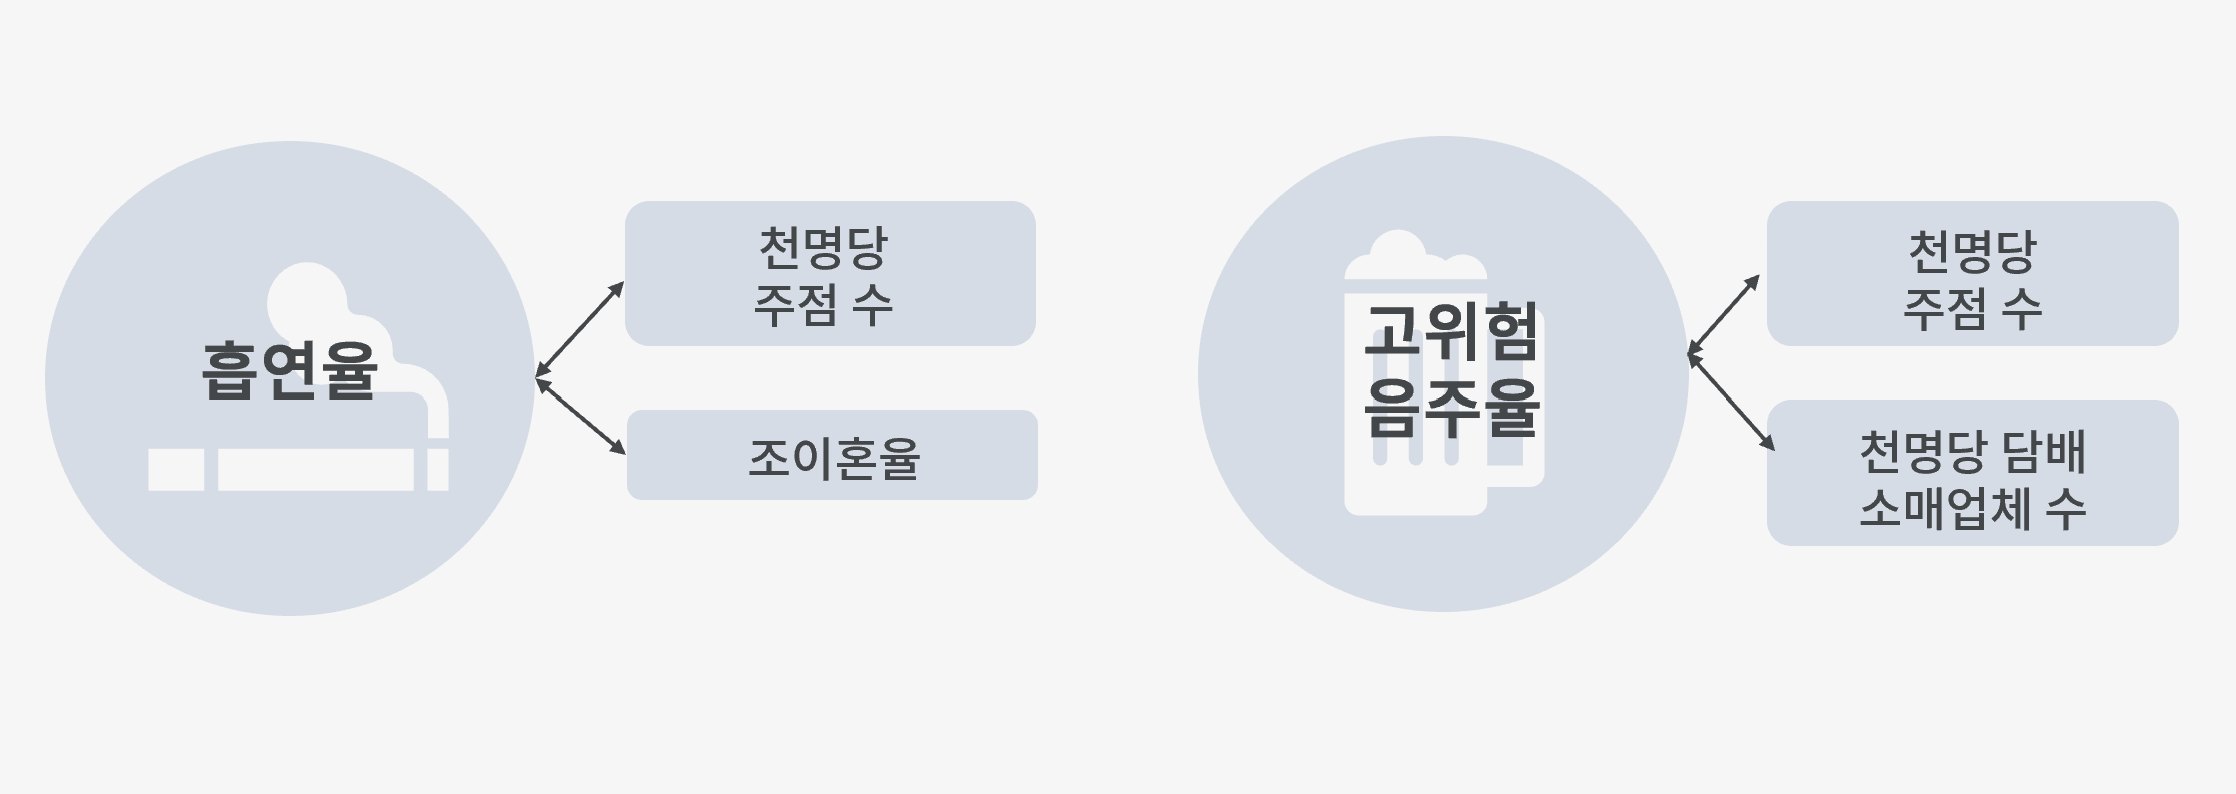 흡연율
천명당
주점 수
조이혼율
고위험
음주율
천명당
주점 수
천명당 담배
소매업체 수